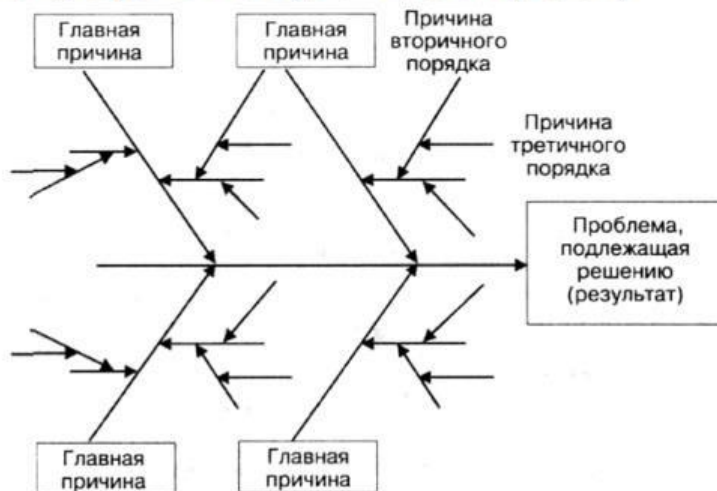 Главная
причина
Главная
причина
Причина
вторичного
порядка
Причина
третичного
порядка
Проблема,
подлежащая
решению
(результат)
Главная
причина
Главная
причина